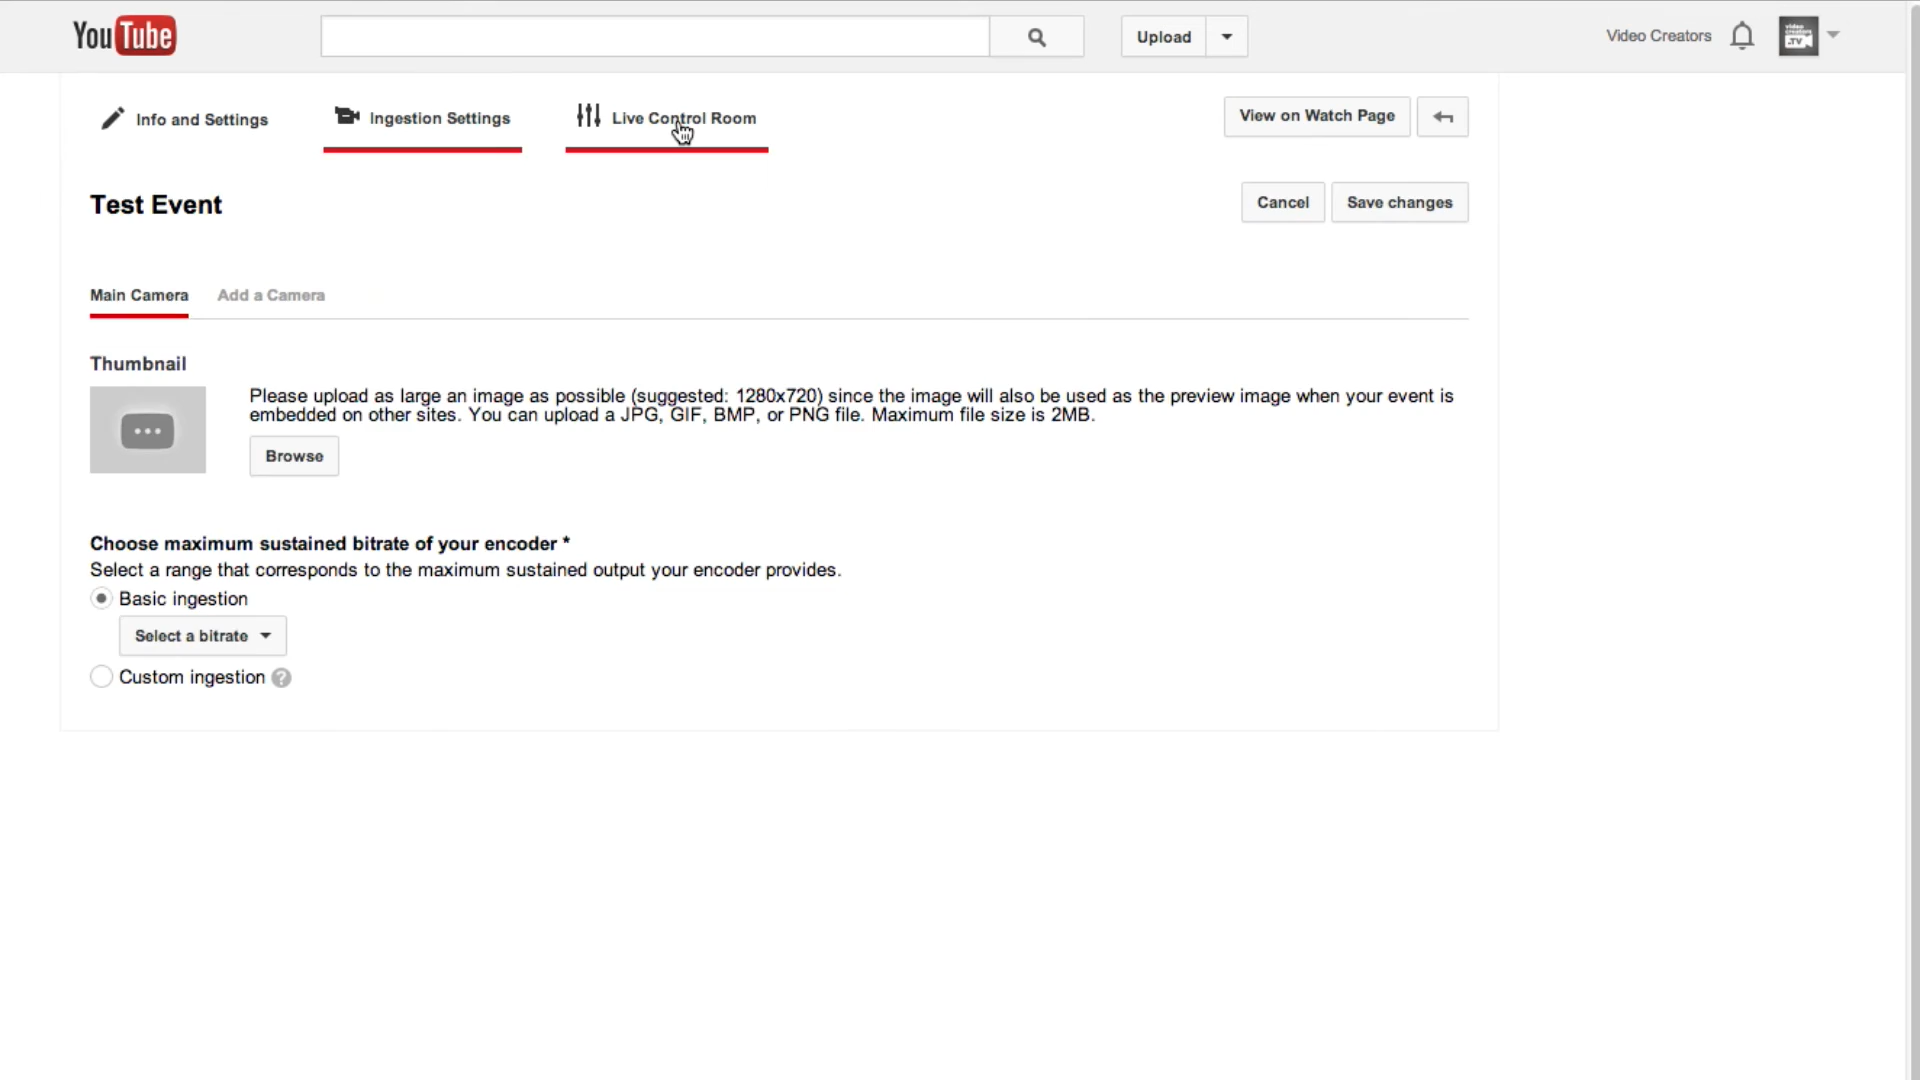 YouTube
Upload
Video Creators
video creators .TV
Info and Settings
Ingestion Settings
Live Control Room
View on Watch Page
Test Event
Cancel
Save changes
Main Camera
Add a Camera
Thumbnail
Please upload as large an image as possible (suggested: 1280x720) since the image will also be used as the preview image when your event is
embedded on other sites. You can upload a JPG, GIF, BMP, or PNG file. Maximum file size is 2MB.
Browse
Choose maximum sustained bitrate of your encoder *
Select a range that corresponds to the maximum sustained output your encoder provides.
Basic ingestion
Select a bitrate
Custom ingestion ?